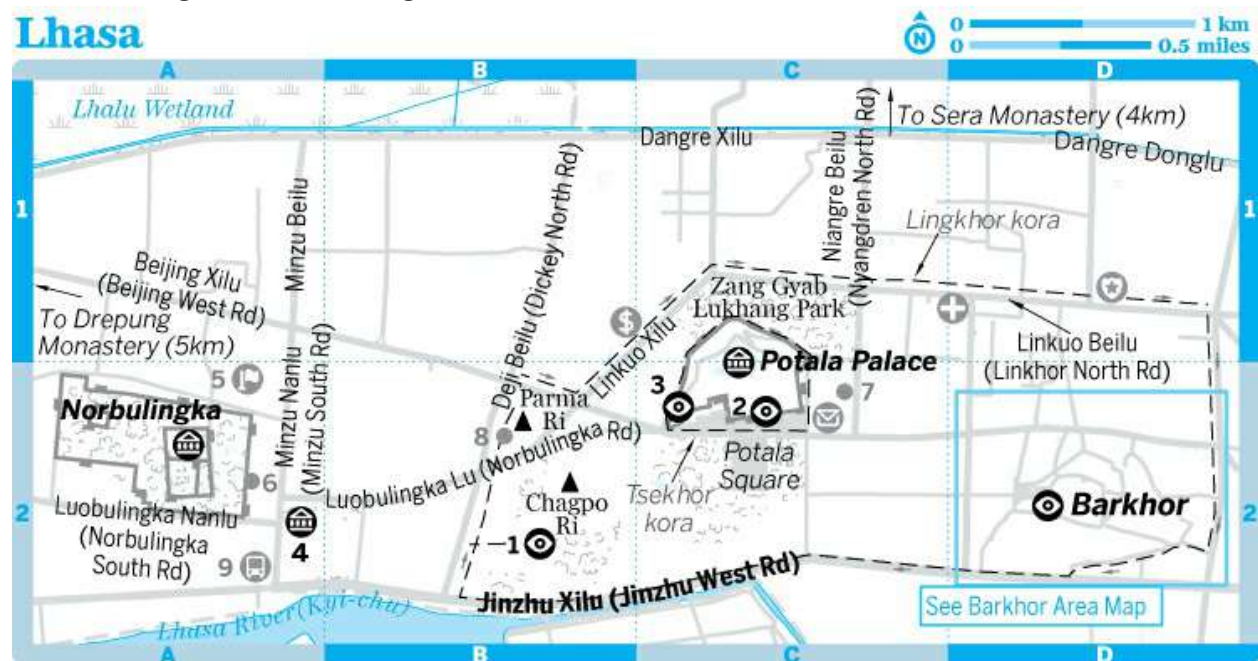 Lhasa
N
0 1 km
0 0.5 miles
A B C D
1
1
2
2
Lhalu Wetland
Dangre Xilu
To Sera Monastery (4km)
Dangre Donglu
Minzu Beilu
Deji Beilu (Dickey North Rd)
Niangre Beilu
(Nyangdren North Rd)
Lingkhor kora
Beijing Xilu
(Beijing West Rd)
To Drepung
Monastery (5km)
Zang Gyab
Lukhang Park
$
Linkuo Xilu
Linkuo Beilu
(Linkhor North Rd)
Potala Palace
5
3
2
7
Norbulingka
Minzu Nanlu
(Minzu South Rd)
Parma
Ri
8
Luobulingka Lu (Norbulingka Rd)
Potala
Square
6
Chagpo
Ri
Tsekhor
kora
Barkhor
Luobulingka Nanlu
(Norbulingka
South Rd)
4
1
9
Jinzhu Xilu (Jinzhu West Rd)
See Barkhor Area Map
Lhasa River (Kyi-chu)
A B C D